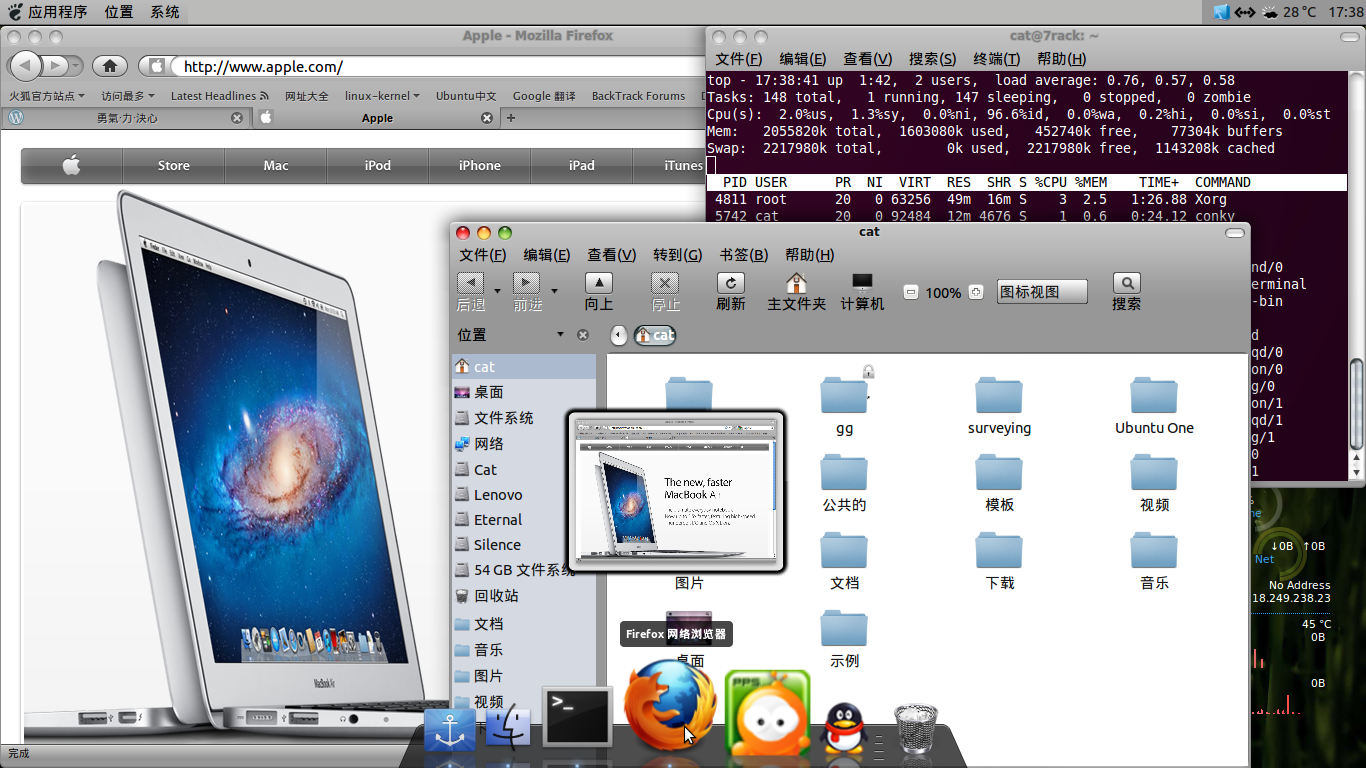 应用程序 位置 系统
28 °C 17:38
Apple - Mozilla Firefox
http://www.apple.com/
火狐官方站点 访问最多 Latest Headlines 网址大全 linux-kernel Ubuntu中文 Google 翻译 BackTrack Forums
勇氣·力·決心 Apple
Store Mac iPod iPhone iPad iTunes
MacBook Air
完成
cat@7rack: ~
文件(F) 编辑(E) 查看(V) 搜索(S) 终端(T) 帮助(H)
top - 17:38:41 up 1:42, 2 users, load average: 0.76, 0.57, 0.58
Tasks: 148 total, 1 running, 147 sleeping, 0 stopped, 0 zombie
Cpu(s): 2.0%us, 1.3%sy, 0.0%ni, 96.6%id, 0.0%wa, 0.2%hi, 0.0%si, 0.0%st
Mem: 2055820k total, 1603080k used, 452740k free, 77304k buffers
Swap: 2217980k total, 0k used, 2217980k free, 1143208k cached
PID USER PR NI VIRT RES SHR S %CPU %MEM TIME+ COMMAND
4811 root 20 0 63256 49m 16m S 3 2.5 1:26.88 Xorg
5742 cat 20 0 92484 12m 4676 S 1 0.6 0:24.12 conky
nd/0
erminal
-bin
d
qd/0
on/0
g/0
on/1
qd/1
g/1
0
1
cat
文件(F) 编辑(E) 查看(V) 转到(G) 书签(B) 帮助(H)
后退 前进 向上 停止 刷新 主文件夹 计算机 100% 图标视图 搜索
位置 cat
cat
桌面
文件系统
网络
Cat
Lenovo
Eternal
Silence
54 GB 文件系统
回收站
文档
音乐
图片
视频
gg surveying Ubuntu One
公共的 模板 视频
图片 文档 下载 音乐
桌面 示例
The new, faster
MacBook Air
Firefox 网络浏览器
>_
PPS
↓0B ↑0B
Net
No Address
18.249.238.23
45 °C
0B
0B